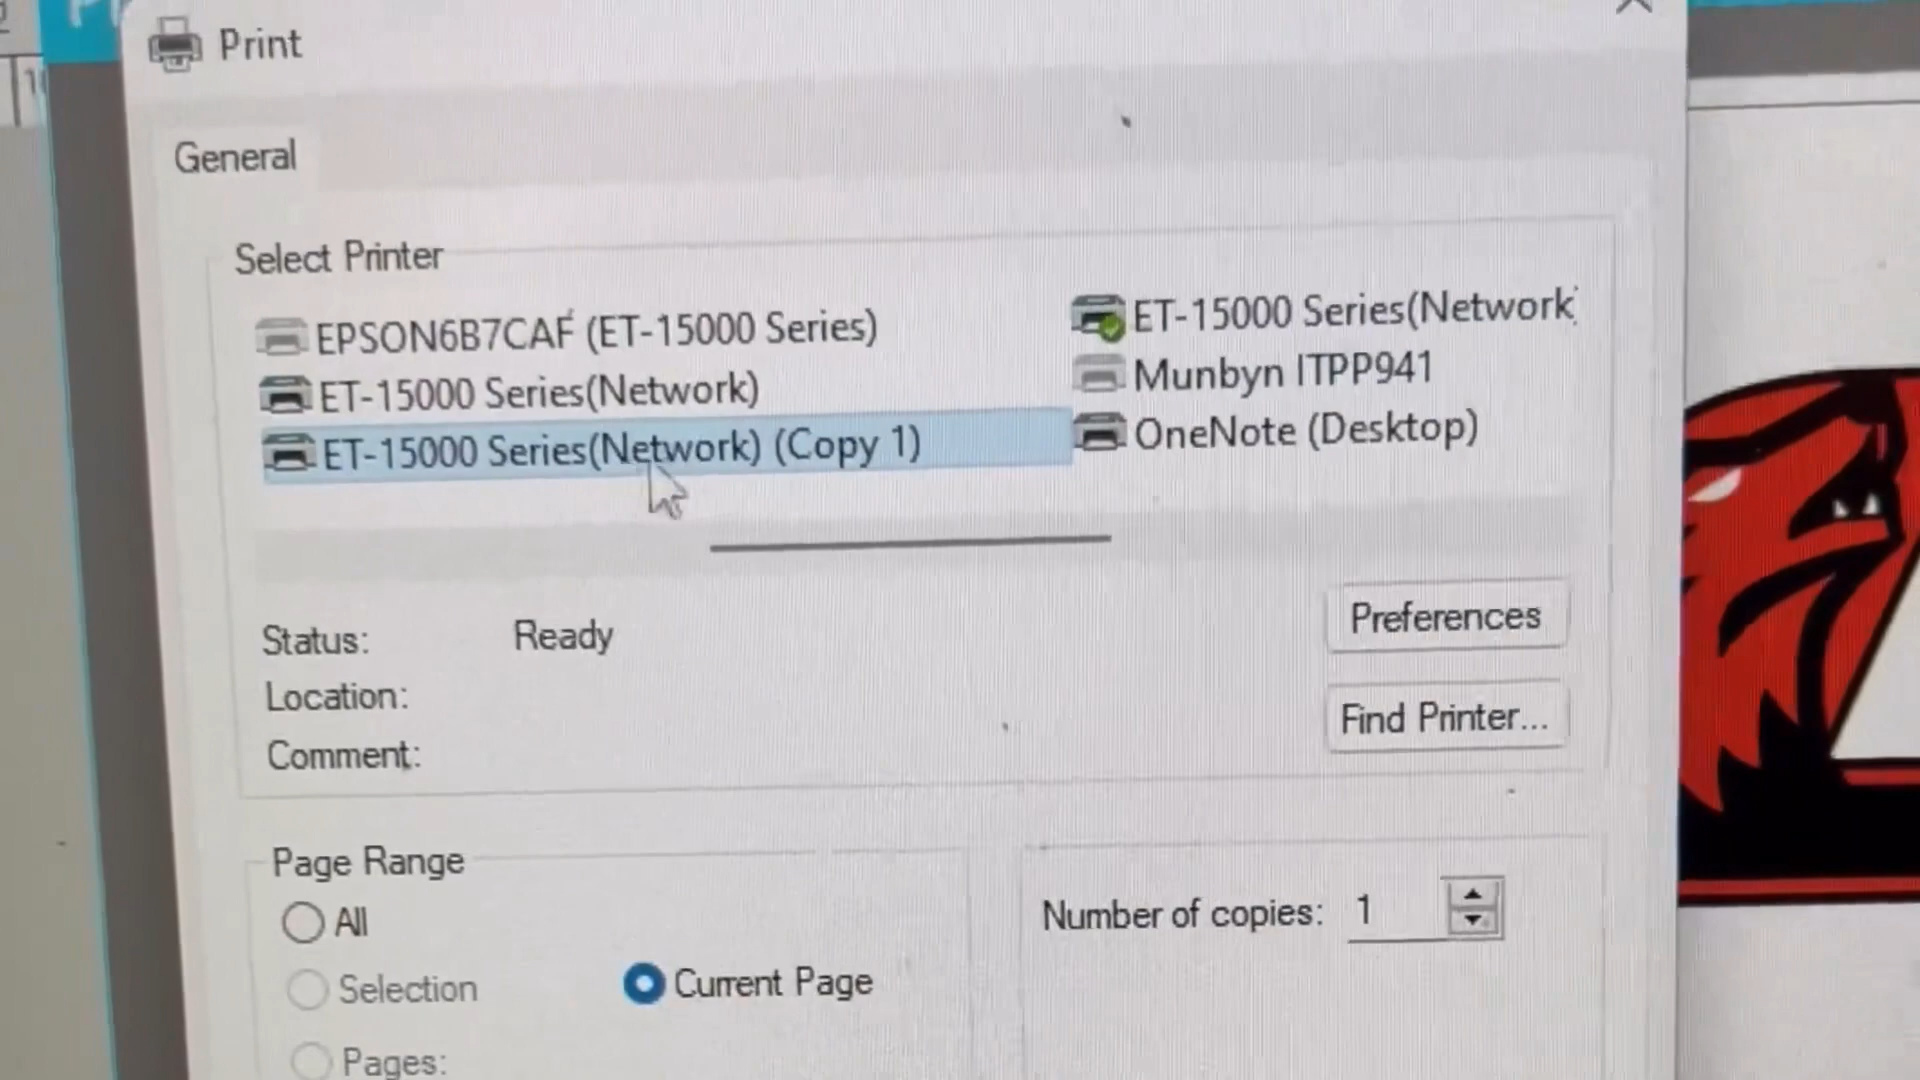 Print
General
Select Printer
EPSON6B7CAF (ET-15000 Series)
ET-15000 Series(Network)
ET-15000 Series(Network) (Copy 1)
ET-15000 Series(Network
Munbyn ITPP941
OneNote (Desktop)
Status: Ready
Location:
Comment:
Preferences
Find Printer...
Page Range
All
Selection
Current Page
Pages:
Number of copies: 1